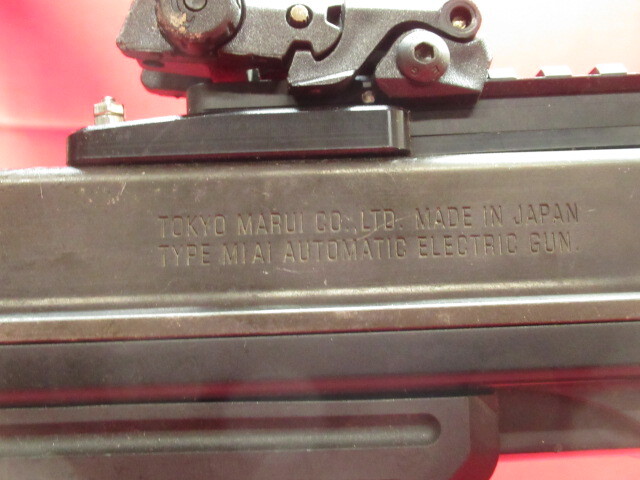 TOKYO MARUI CO.,LTD. MADE IN JAPAN
TYPE M1A1 AUTOMATIC ELECTRIC GUN.